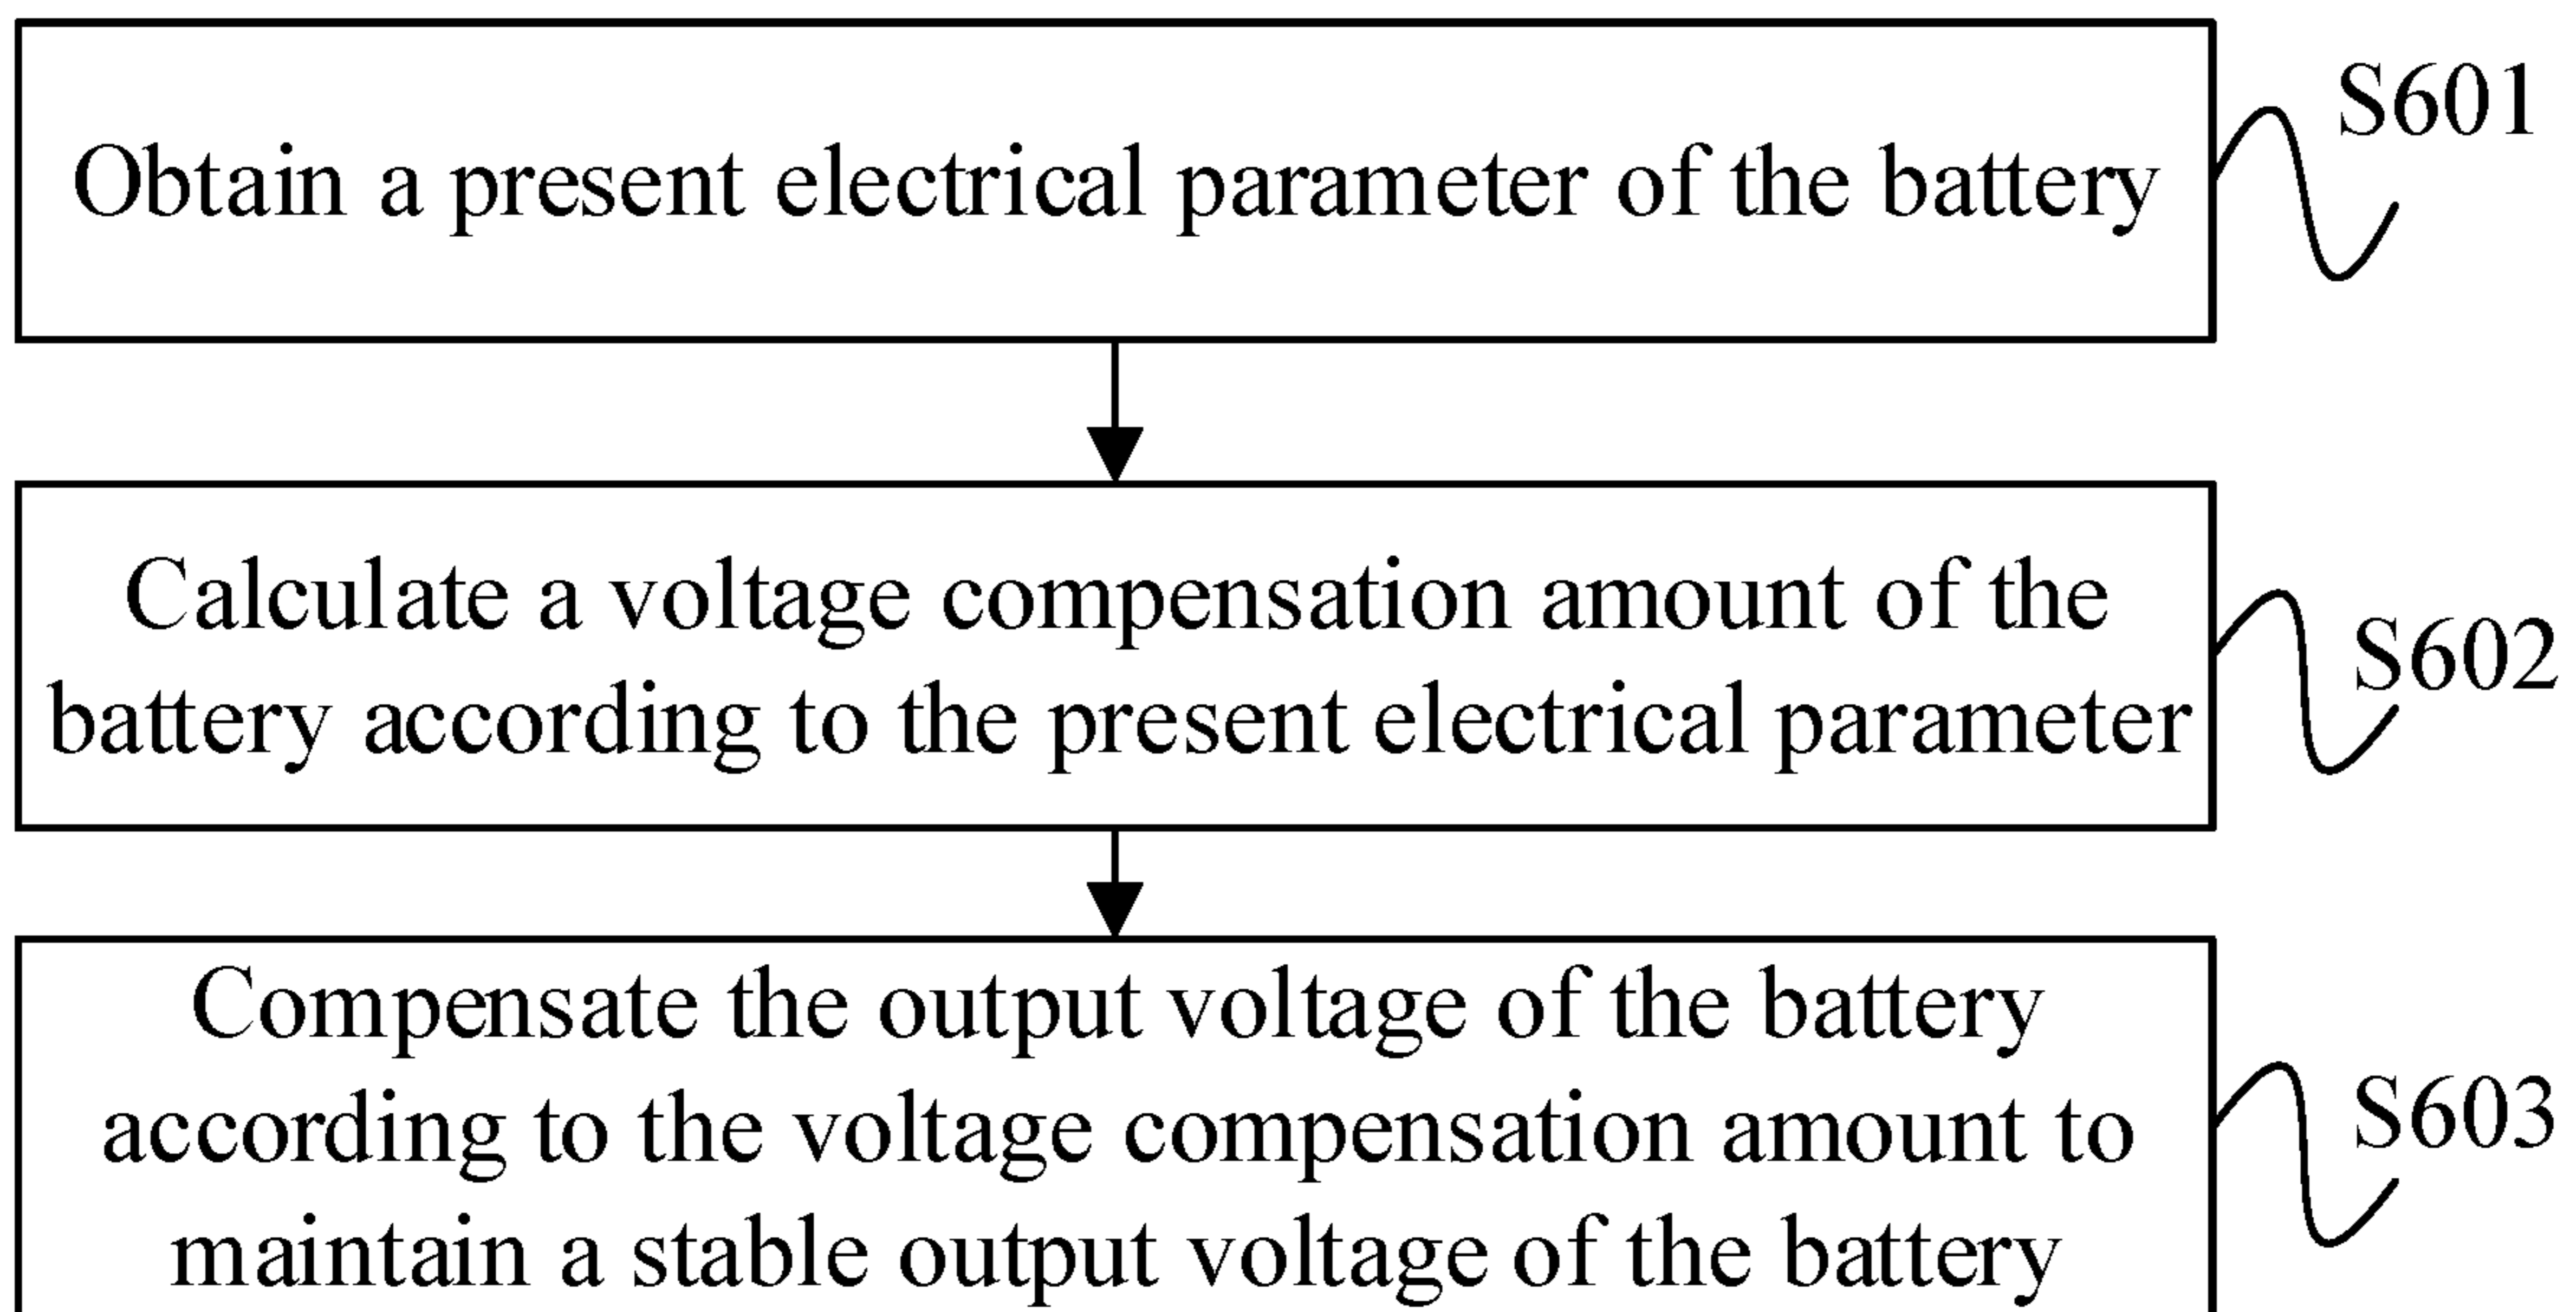 Obtain a present electrical parameter of the battery
S601
Calculate a voltage compensation amount of the
battery according to the present electrical parameter
S602
Compensate the output voltage of the battery
according to the voltage compensation amount to
maintain a stable output voltage of the battery
S603